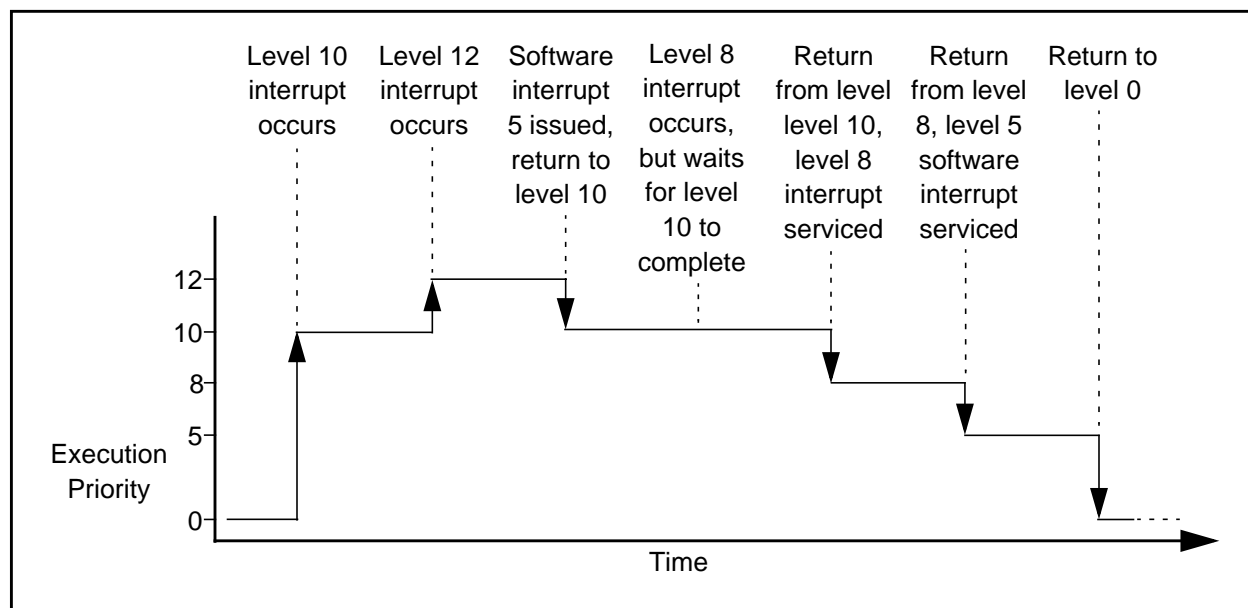 Level 10
interrupt
occurs
Level 12
interrupt
occurs
Software
interrupt
5 issued,
return to
level 10
Level 8
interrupt
occurs,
but waits
for level
10 to
complete
Return
from level
level 10,
level 8
interrupt
serviced
Return
from level
8, level 5
software
interrupt
serviced
Return to
level 0
12
10
8
5
0
Execution
Priority
Time